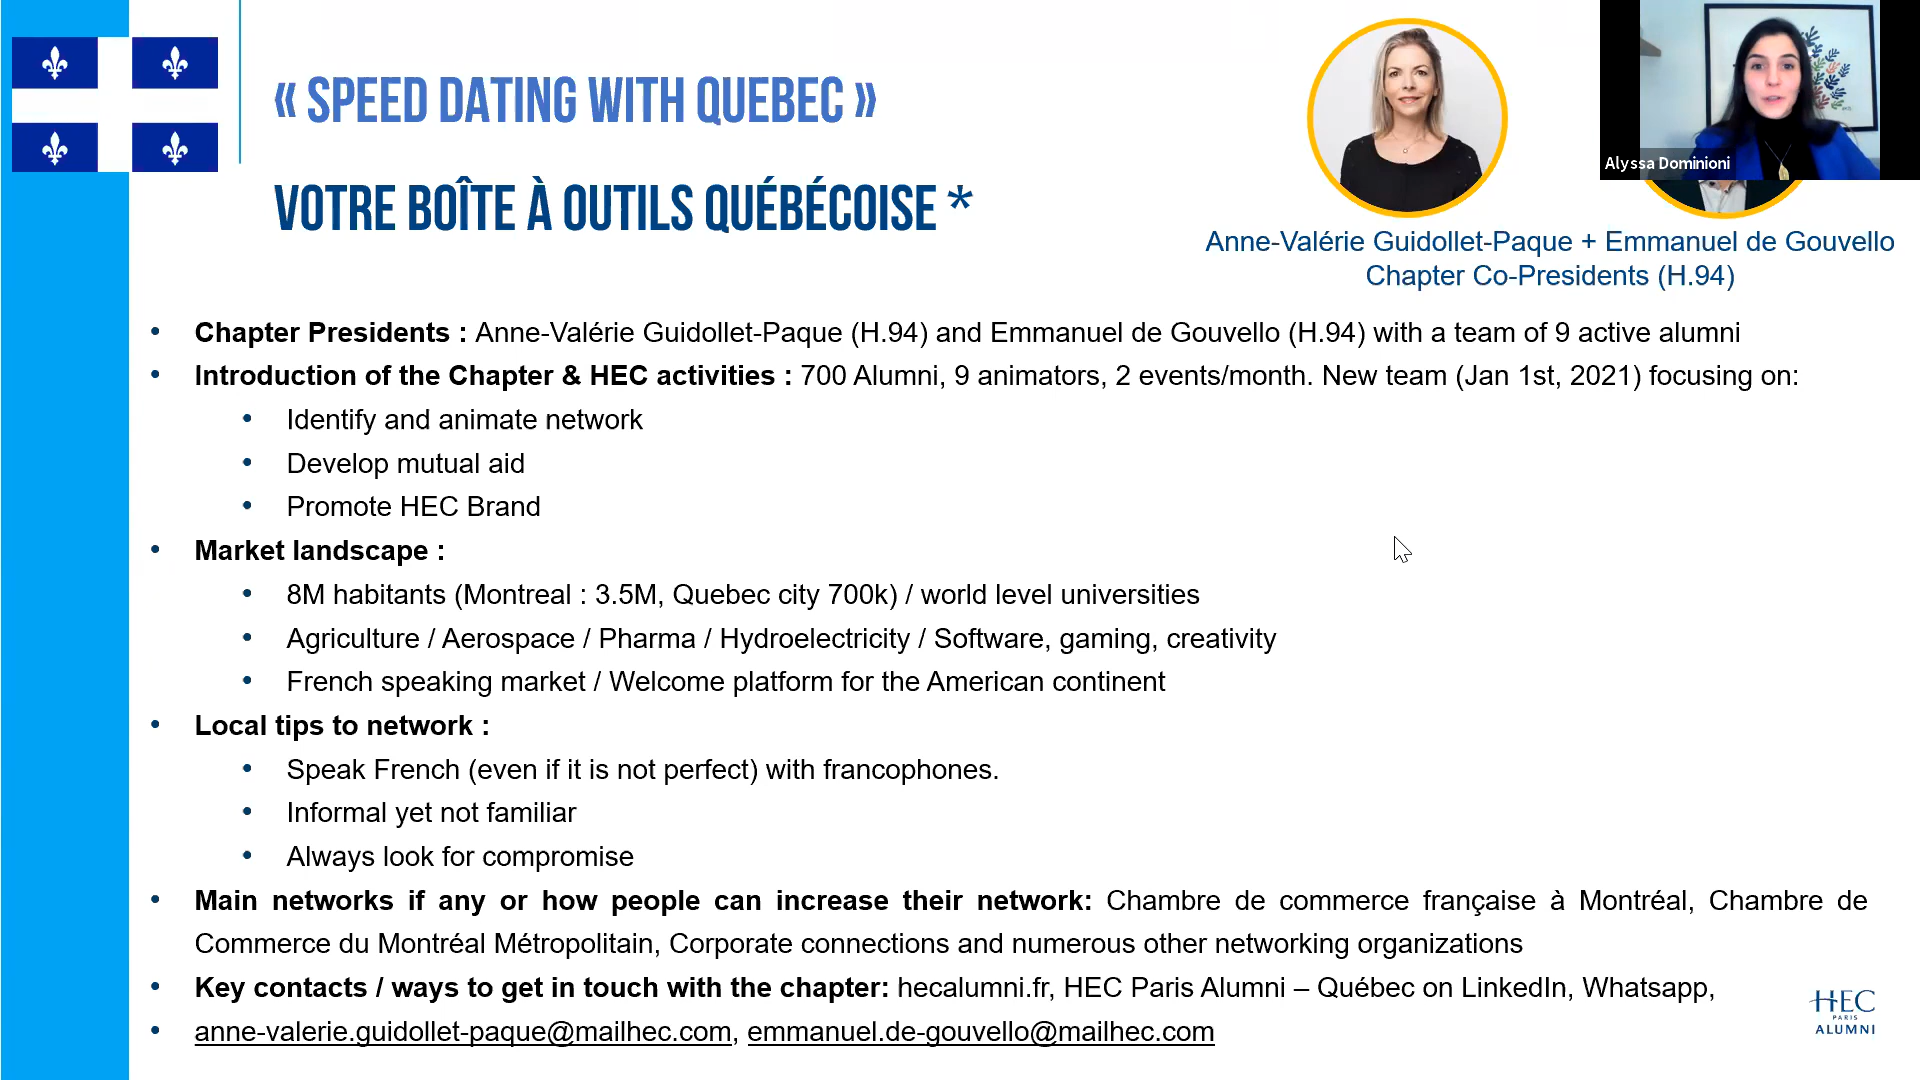 « SPEED DATING WITH QUEBEC »
VOTRE BOÎTE À OUTILS QUÉBÉCOISE *
Alyssa Dominioni
Anne-Valérie Guidollet-Paque + Emmanuel de Gouvello
Chapter Co-Presidents (H.94)
• Chapter Presidents : Anne-Valérie Guidollet-Paque (H.94) and Emmanuel de Gouvello (H.94) with a team of 9 active alumni
• Introduction of the Chapter & HEC activities : 700 Alumni, 9 animators, 2 events/month. New team (Jan 1st, 2021) focusing on:
• Identify and animate network
• Develop mutual aid
• Promote HEC Brand
• Market landscape :
• 8M habitants (Montreal : 3.5M, Quebec city 700k) / world level universities
• Agriculture / Aerospace / Pharma / Hydroelectricity / Software, gaming, creativity
• French speaking market / Welcome platform for the American continent
• Local tips to network :
• Speak French (even if it is not perfect) with francophones.
• Informal yet not familiar
• Always look for compromise
• Main networks if any or how people can increase their network: Chambre de commerce française à Montréal, Chambre de
Commerce du Montréal Métropolitain, Corporate connections and numerous other networking organizations
• Key contacts / ways to get in touch with the chapter: hecalumni.fr, HEC Paris Alumni – Québec on LinkedIn, Whatsapp,
• anne-valerie.guidollet-paque@mailhec.com, emmanuel.de-gouvello@mailhec.com
HEC
PARIS
ALUMNI